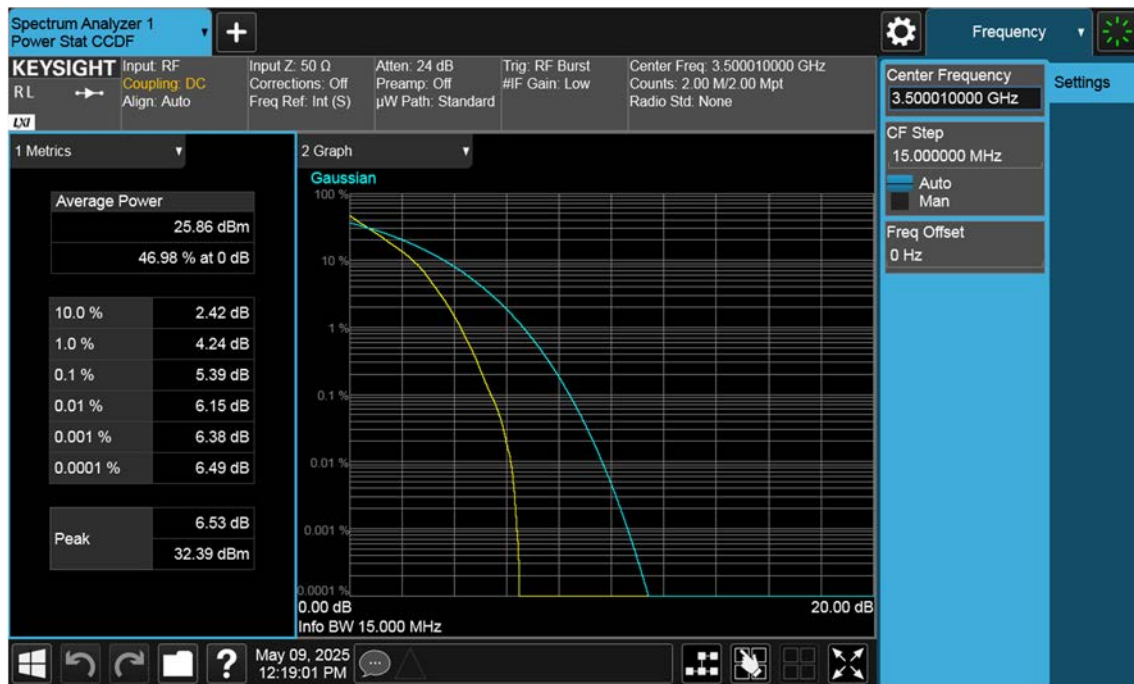 Spectrum Analyzer 1
Power Stat CCDF
Frequency
KEYSIGHT
RL
LXI
Input: RF
Coupling: DC
Align: Auto
Input Z: 50 Ω
Corrections: Off
Freq Ref: Int (S)
Atten: 24 dB
Preamp: Off
µW Path: Standard
Trig: RF Burst
#IF Gain: Low
Center Freq: 3.500010000 GHz
Counts: 2.00 M/2.00 Mpt
Radio Std: None
Center Frequency
3.500010000 GHz
Settings
CF Step
15.000000 MHz
Auto
Man
Freq Offset
0 Hz
1 Metrics
Average Power
25.86 dBm
46.98 % at 0 dB
10.0 % 2.42 dB
1.0 % 4.24 dB
0.1 % 5.39 dB
0.01 % 6.15 dB
0.001 % 6.38 dB
0.0001 % 6.49 dB
Peak
6.53 dB
32.39 dBm
2 Graph
Gaussian
100 %
10 %
1 %
0.1 %
0.01 %
0.001 %
0.0001 %
0.00 dB 20.00 dB
Info BW 15.000 MHz
?
May 09, 2025
12:19:01 PM